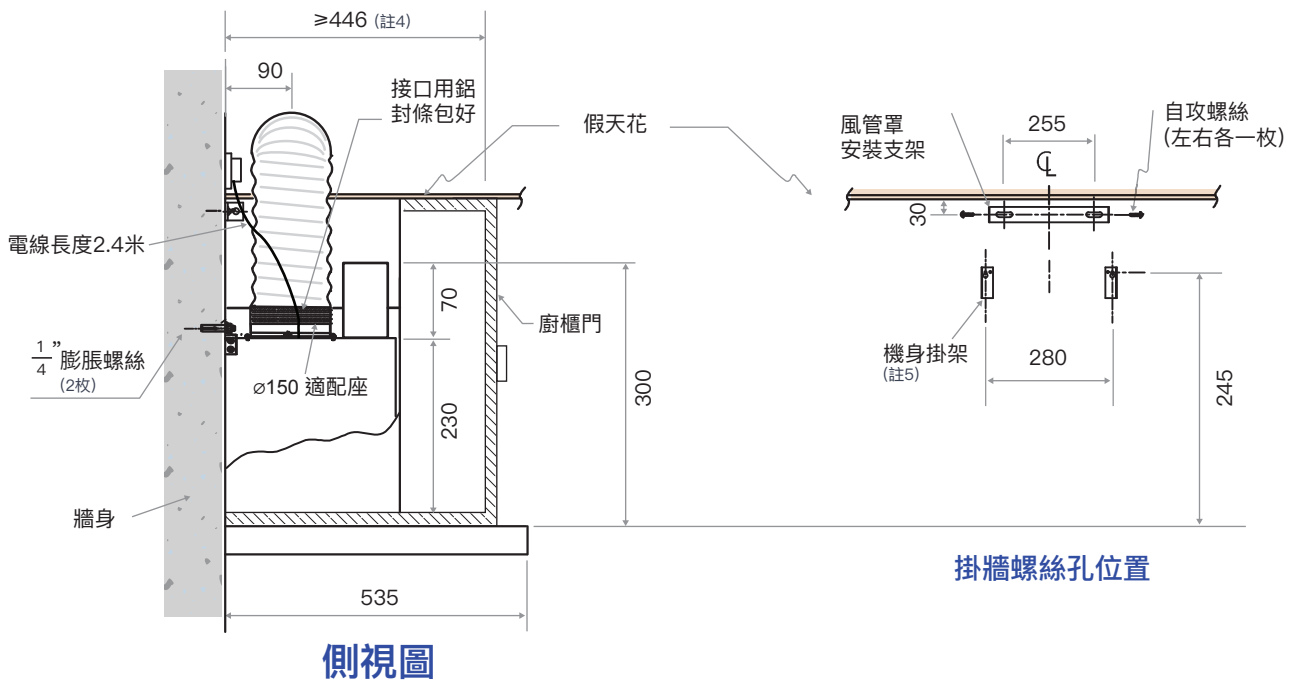 ≥446 (註4)
90
接口用鋁
封條包好
假天花
風管罩
安裝支架
255
自攻螺絲
(左右各一枚)
℄
30
電線長度2.4米
70
廚櫃門
1/4” 膨脹螺絲
(2枚)
ø150 適配座
230
300
機身掛架
(註5)
280
245
牆身
535
掛牆螺絲孔位置
側視圖